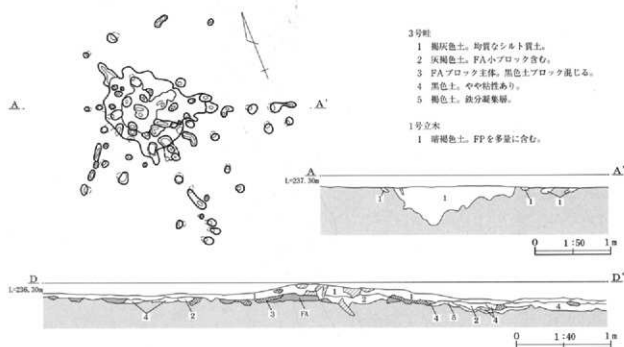 3号畦
1 褐灰色土。均質なシルト質土。
2 灰褐色土。FA小ブロック含む。
3 FAブロック主体。黒色土ブロック混じる。
4 黒色土。やや粘性あり。
5 褐色土。鉄分凝集層。
1号立木
1 暗褐色土。FPを多量に含む。
A A'
A A'
L=237.30m
1
1 1 1
0 1:50 1m
D D'
L=236.30m
1
4 2 3 FA 4 5 2 4 4
0 1:40 1m